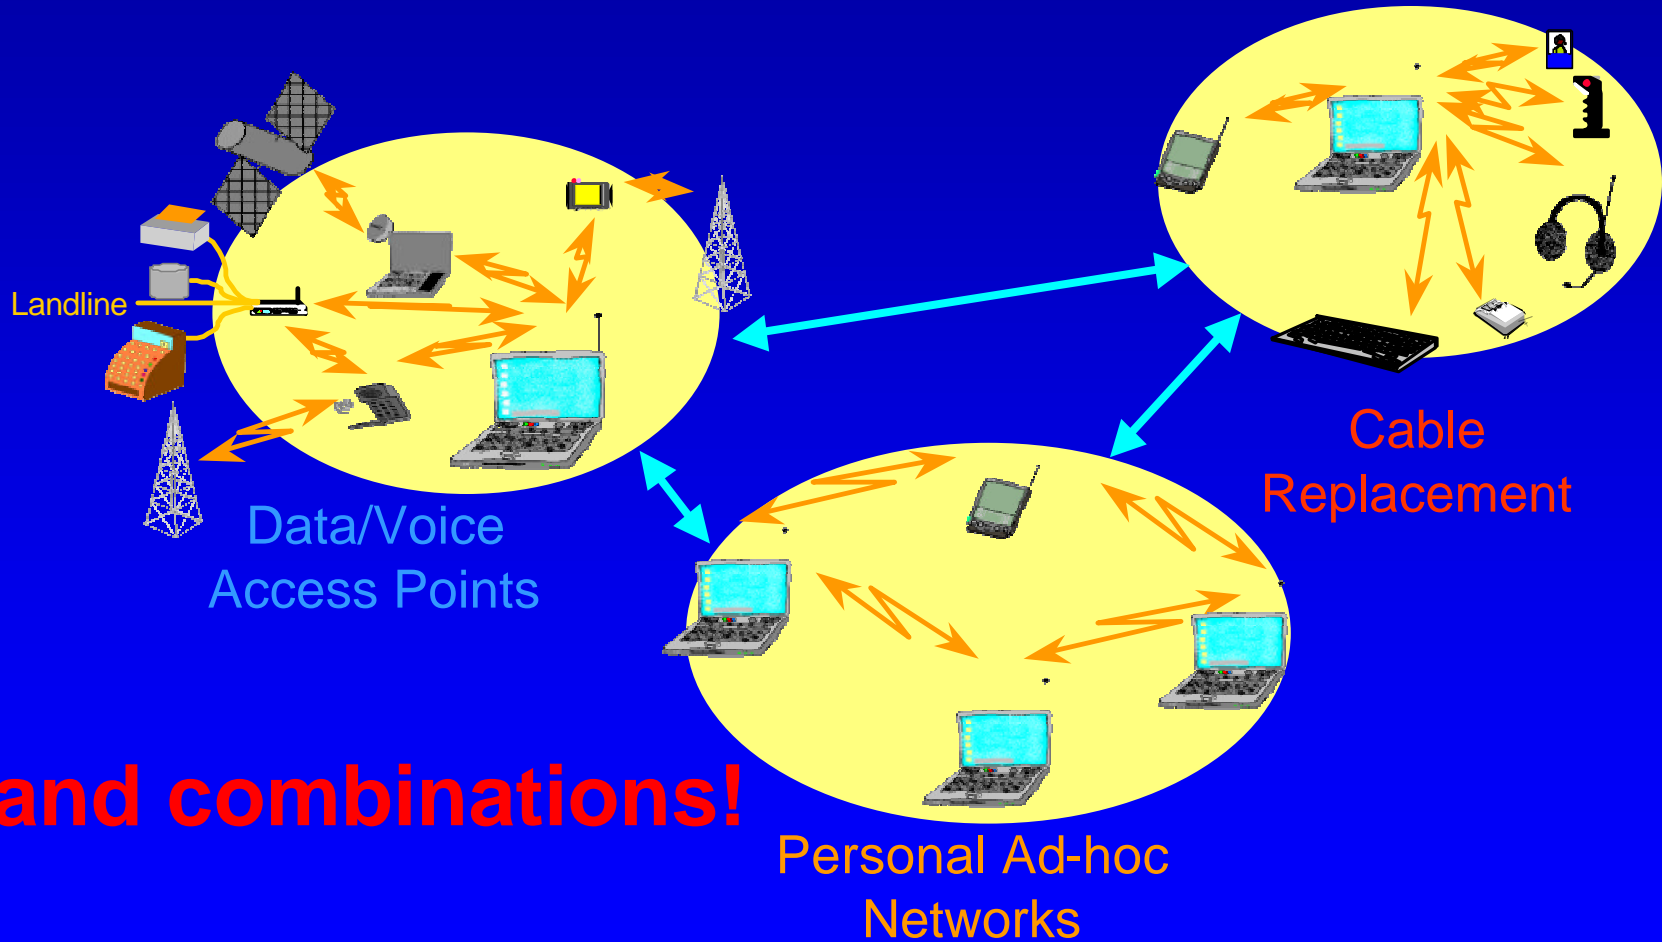 Landline
Cable
Replacement
Data/Voice
Access Points
and combinations!
Personal Ad-hoc
Networks